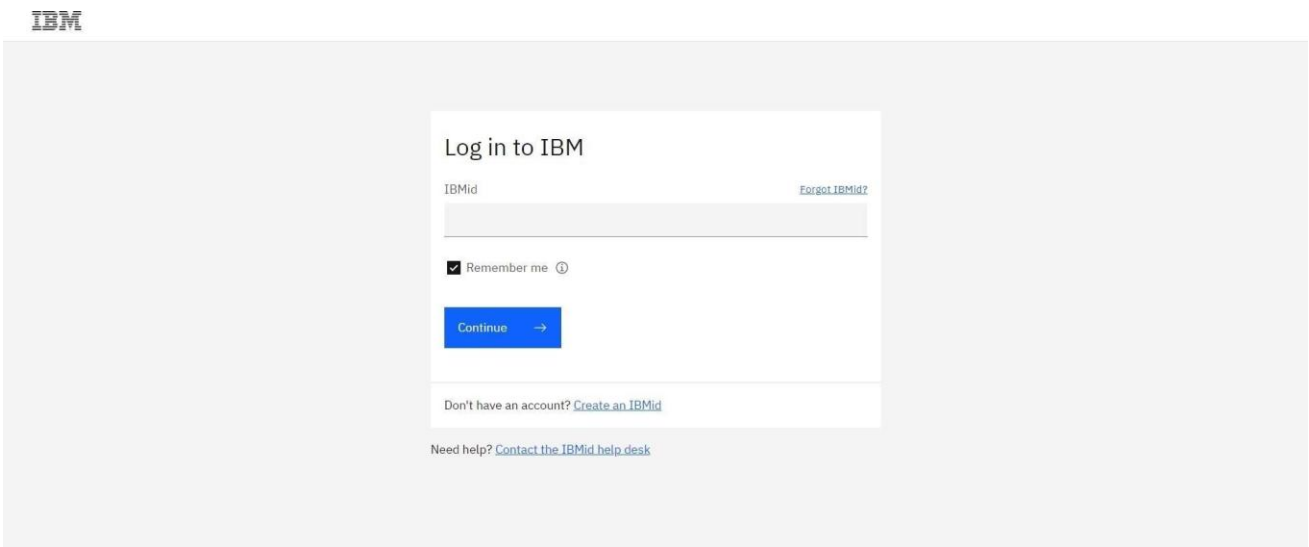 IBM
Log in to IBM
IBMid Forgot IBMid?
Remember me
Continue →
Don't have an account? Create an IBMid
Need help? Contact the IBMid help desk